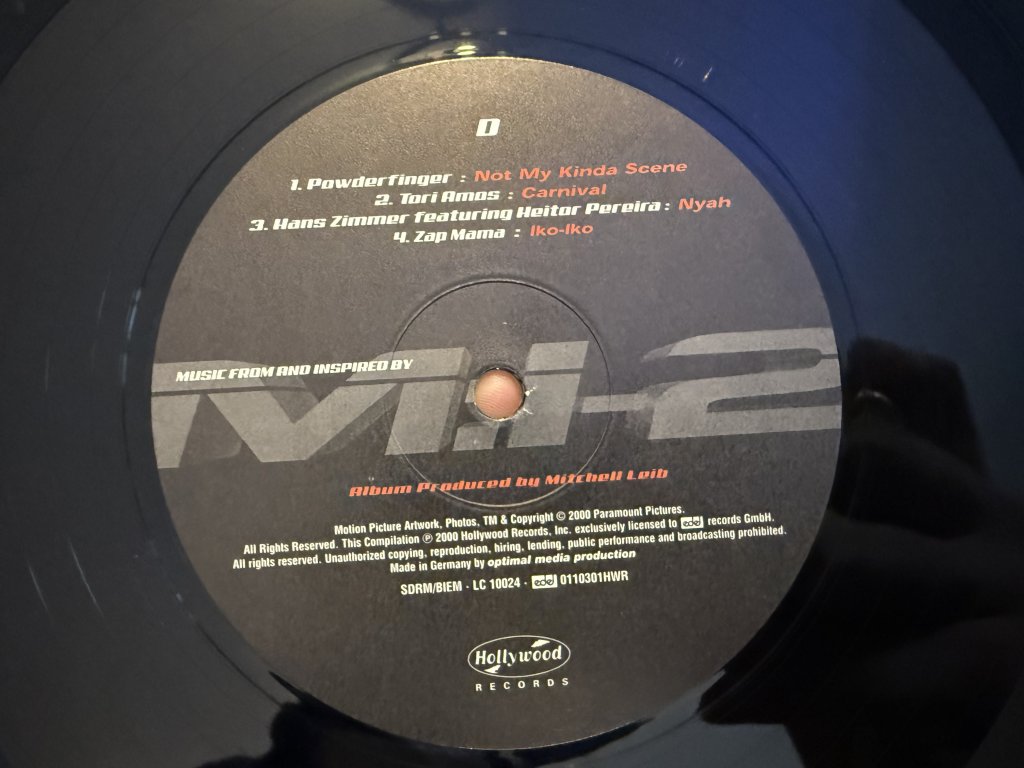 D
1. Powderfinger : Not My Kinda Scene
2. Tori Amos : Carnival
3. Hans Zimmer featuring Heitor Pereira : Nyah
4. Zap Mama : Iko-Iko
MUSIC FROM AND INSPIRED BY
M:i-2
Album Produced by Mitchell Leib
Motion Picture Artwork, Photos, TM & Copyright © 2000 Paramount Pictures.
All Rights Reserved. This Compilation ℗ 2000 Hollywood Records, Inc. exclusively licensed to edel records GmbH.
All rights reserved. Unauthorized copying, reproduction, hiring, lending, public performance and broadcasting prohibited.
Made in Germany by optimal media production
SDRM/BIEM · LC 10024 · edel 0110301HWR
Hollywood
RECORDS